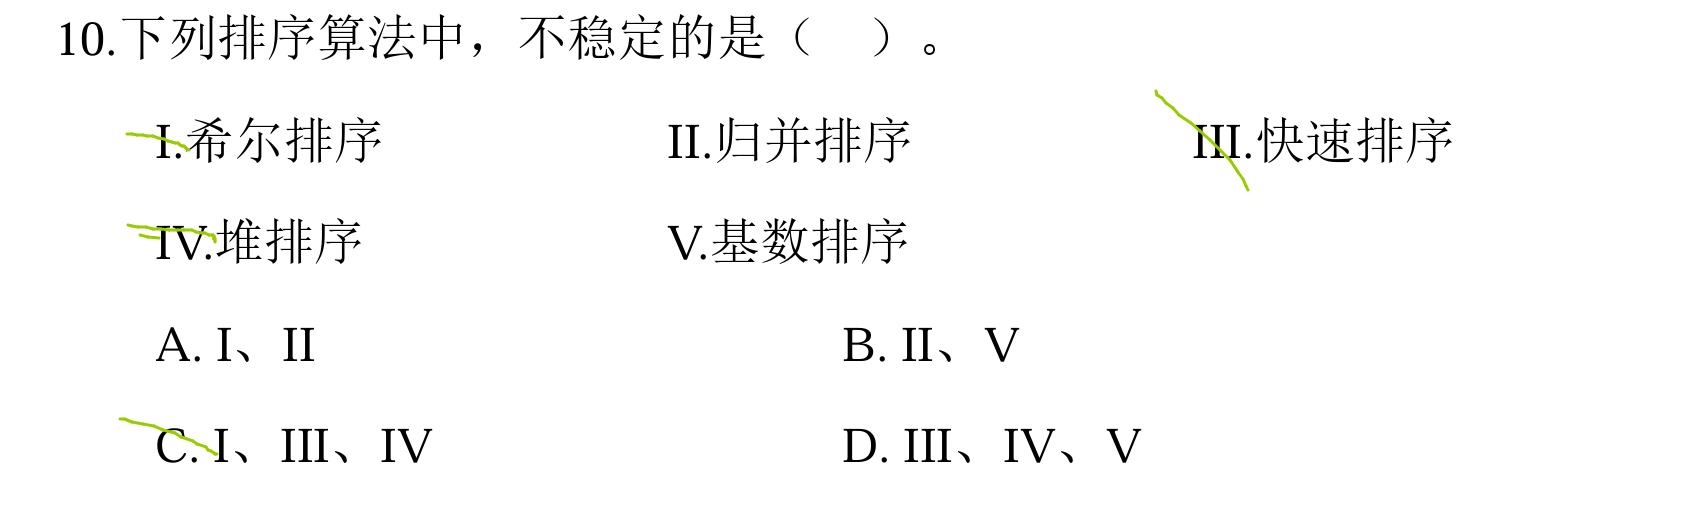 10.下列排序算法中，不稳定的是（ ）。
I.希尔排序 II.归并排序 III.快速排序
IV.堆排序 V.基数排序
A. I、II B. II、V
C. I、III、IV D. III、IV、V